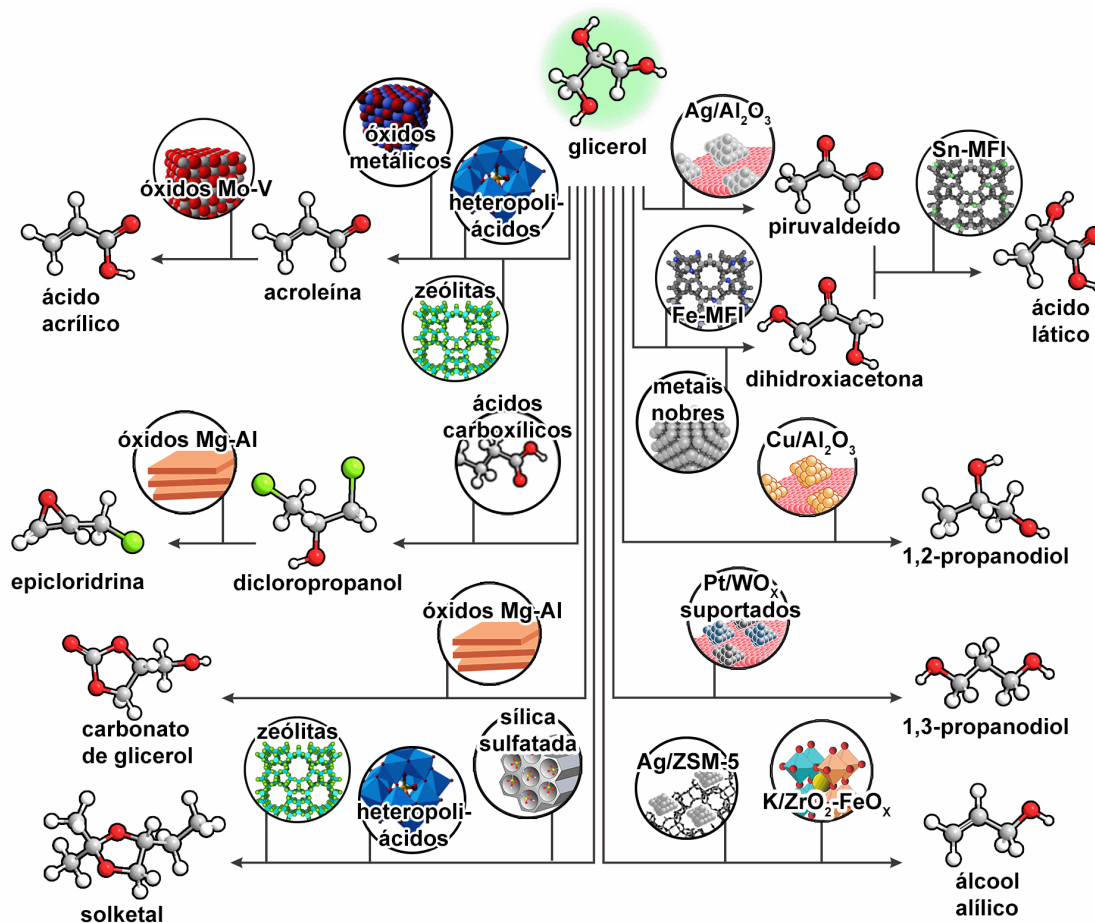 glicerol
óxidos
metálicos
óxidos Mo-V
heteropoli-
ácidos
zeólitas
acroleína
ácido
acrílico
Ag/Al₂O₃
piruvaldeído
Sn-MFI
ácido
lático
Fe-MFI
metais
nobres
dihidroxiacetona
ácidos
carboxílicos
óxidos Mg-Al
dicloropropanol
epicloridrina
Cu/Al₂O₃
1,2-propanodiol
óxidos Mg-Al
carbonato
de glicerol
Pt/WOₓ
suportados
1,3-propanodiol
zeólitas
heteropoli-
ácidos
sílica
sulfatada
solketal
Ag/ZSM-5
K/ZrO₂-FeOₓ
álcool
alílico